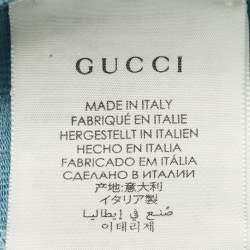 GUCCI
MADE IN ITALY
FABRIQUÉ EN ITALIE
HERGESTELLT IN ITALIEN
HECHO EN ITALIA
FABRICADO EM ITÁLIA
СДЕЛАНО В ИТАЛИИ
产地:意大利
イタリア製
صنع في إيطاليا
이태리제